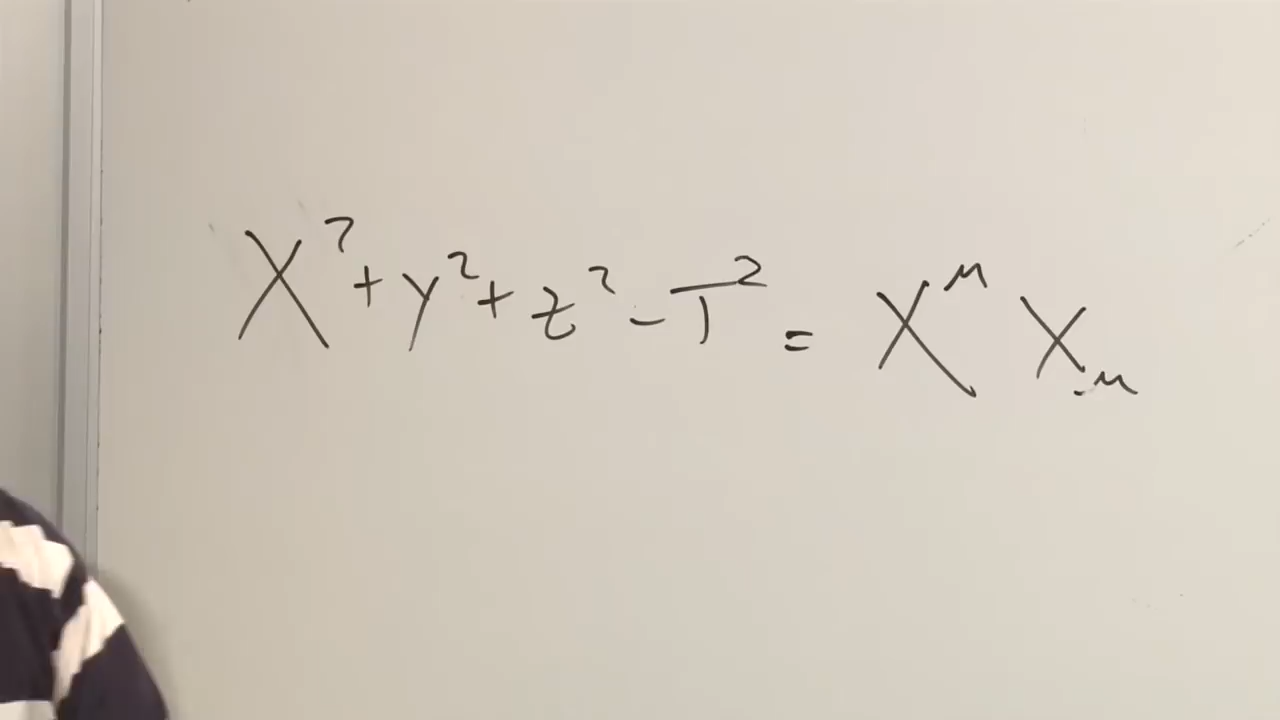 X² + y² + z² - T² = X^μ X_μ